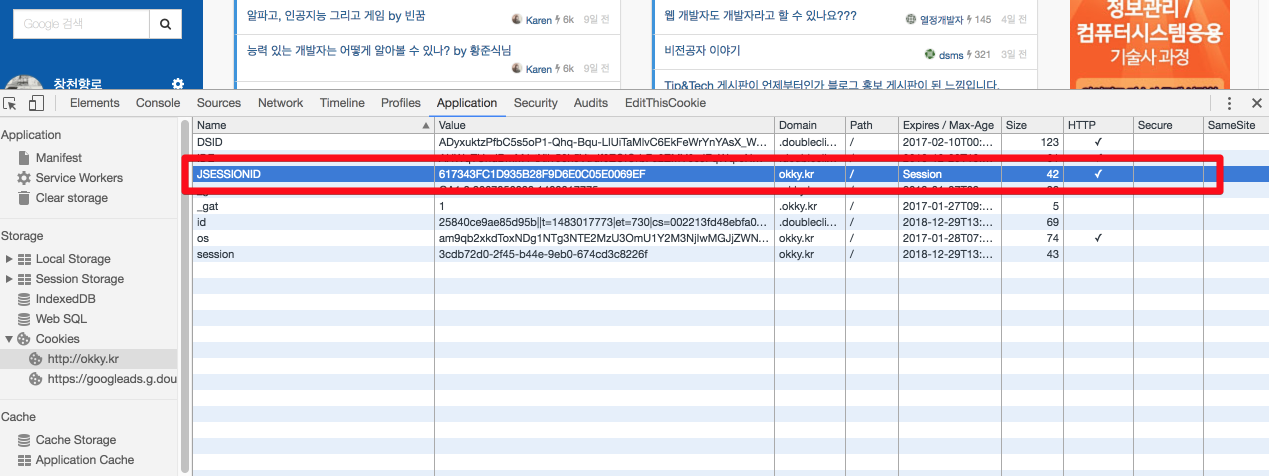 Google 검색
창천향로
알파고, 인공지능 그리고 게임 by 빈꿈
Karen 6k 9일 전
능력 있는 개발자는 어떻게 알아볼 수 있나? by 황준식님
Karen 6k 9일 전
웹 개발자도 개발자라고 할 수 있나요???
열정개발자 145 4일 전
비전공자 이야기
dsms 321 3일 전
Tip&Tech 게시판이 언제부터인가 블로그 홍보 게시판이 된 느낌입니다.
정보관리 /
컴퓨터시스템응용
기술사 과정
Elements Console Sources Network Timeline Profiles Application Security Audits EditThisCookie
Application
Manifest
Service Workers
Clear storage
Storage
Local Storage
Session Storage
IndexedDB
Web SQL
Cookies
http://okky.kr
https://googleads.g.dou
Cache
Cache Storage
Application Cache
Name Value Domain Path Expires / Max-Age Size HTTP Secure SameSite
DSID ADyxuktzPfbC5s5oP1-Qhq-Bqu-LlUiTaMlvC6EkFeWrYnYAsX_W... .doublecli... / 2017-02-10T00:... 123 ✓
JSESSIONID 617343FC1D935B28F9D6E0C05E0069EF okky.kr / Session 42 ✓
_gat 1 .okky.kr / 2017-01-27T09:... 5
id 25840ce9ae85d95b||t=1483017773|et=730|cs=002213fd48ebfa0... .doublecli... / 2018-12-29T13:... 69
os am9qb2xkdToxNDg1NTg3NTE2MzU3OmU1Y2M3NjIwMGJjZWN... okky.kr / 2017-01-28T07:... 74 ✓
session 3cdb72d0-2f45-b44e-9eb0-674cd3c8226f okky.kr / 2018-12-29T13:... 43